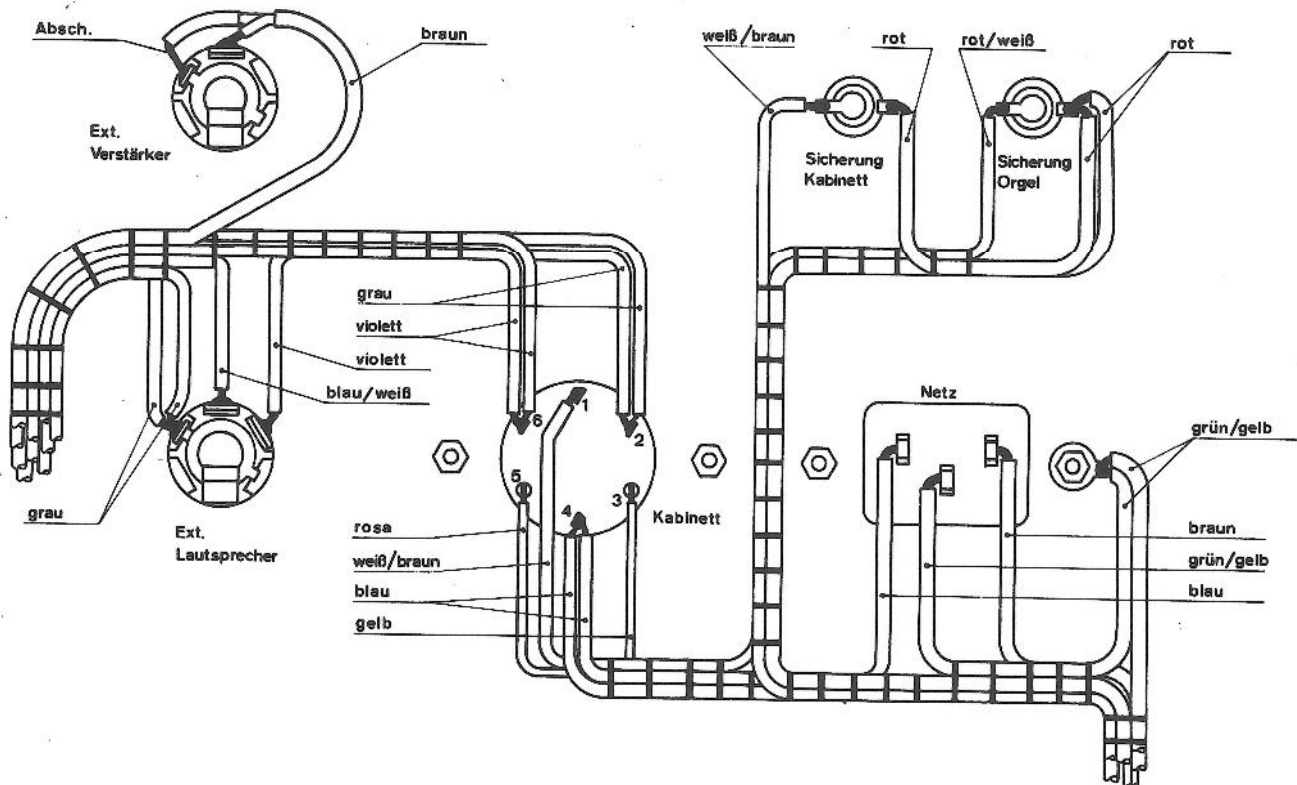 Absch.
braun
Ext.
Verstärker
weiß/braun
rot
rot/weiß
rot
Sicherung
Kabinett
Sicherung
Orgel
grau
violett
violett
blau/weiß
grau
Ext.
Lautsprecher
1
6
2
5
3
4
Kabinett
rosa
weiß/braun
blau
gelb
Netz
grün/gelb
braun
grün/gelb
blau